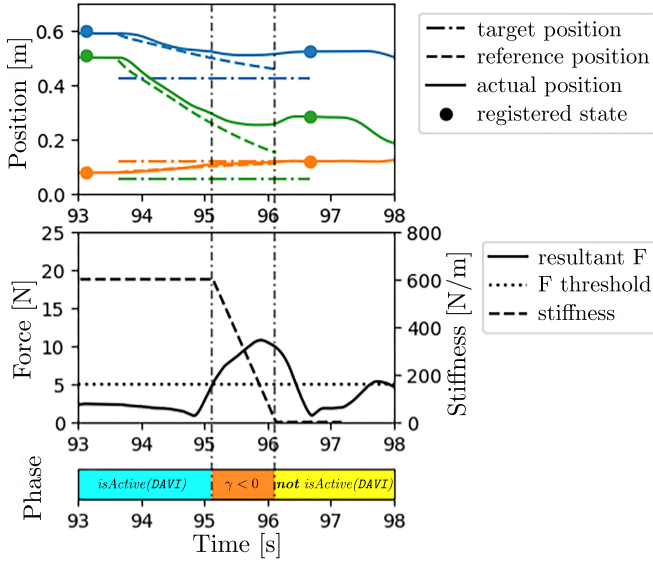 0.6
0.4
0.2
0.0
Position [m]
93 94 95 96 97 98
target position
reference position
actual position
registered state
25
20
15
10
5
0
Force [N]
800
600
400
200
0
Stiffness [N/m]
93 94 95 96 97 98
resultant F
F threshold
stiffness
Phase
isActive(DAVI) γ < 0 not isActive(DAVI)
93 94 95 96 97 98
Time [s]